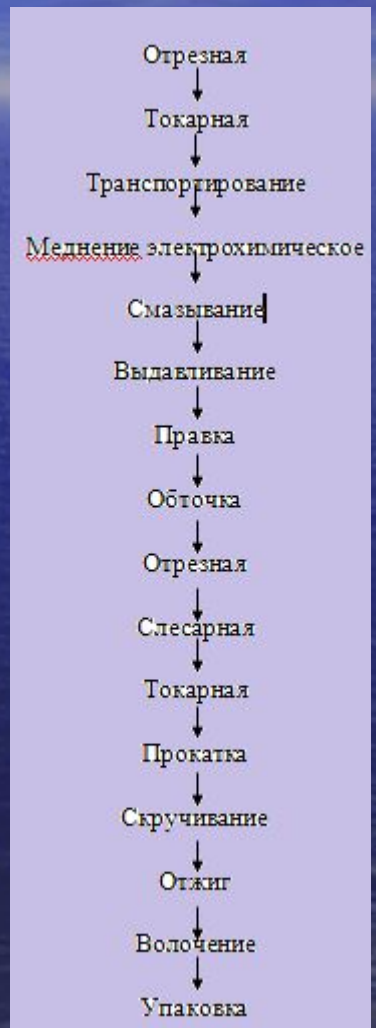 Отрезная
Токарная
Транспортирование
Меднение электрохимическое
Смазывание
Выдавливание
Правка
Обточка
Отрезная
Слесарная
Токарная
Прокатка
Скручивание
Отжиг
Волочение
Упаковка